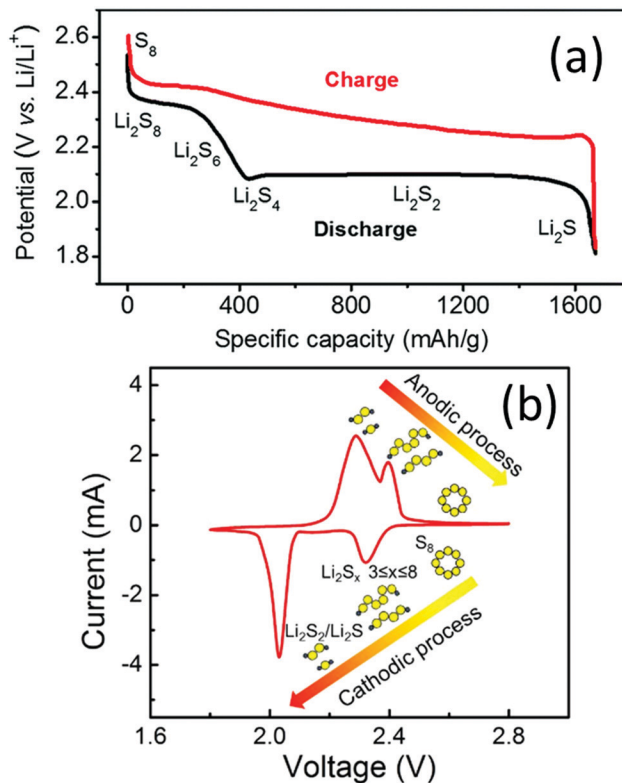 (a)
2.6
2.4
2.2
2.0
1.8
Potential (V vs. Li/Li⁺)
S₈
Charge
Li₂S₈
Li₂S₆
Li₂S₄
Li₂S₂
Li₂S
Discharge
0
400
800
1200
1600
Specific capacity (mAh/g)
(b)
4
2
0
-2
-4
Current (mA)
Anodic process
S₈
Li₂Sₓ 3≤x≤8
Li₂S₂/Li₂S
Cathodic process
1.6
2.0
2.4
2.8
Voltage (V)